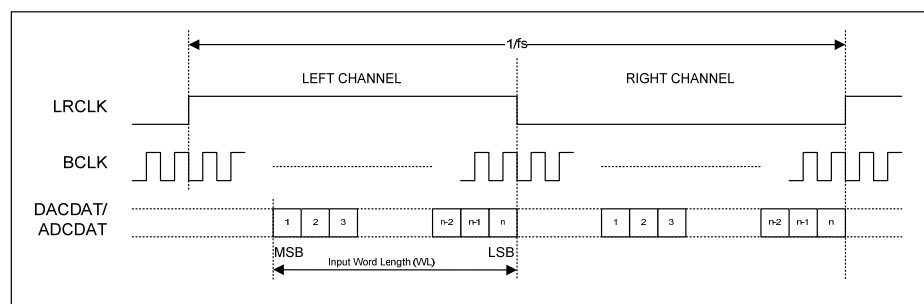 1/fs
LEFT CHANNEL RIGHT CHANNEL
LRCLK
BCLK
DACDAT/
ADCDAT
1 2 3 n-2 n-1 n 1 2 3 n-2 n-1 n
MSB LSB
Input Word Length (WL)